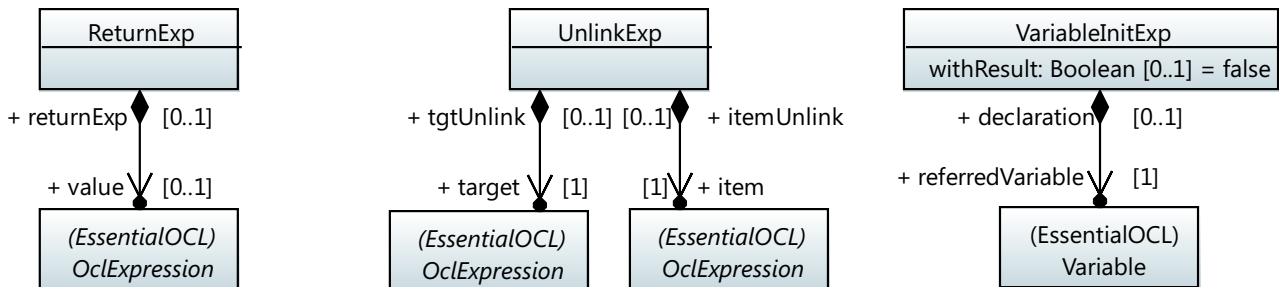 ReturnExp
+ returnExp [0..1]
+ value [0..1]
(EssentialOCL)
OclExpression
UnlinkExp
+ tgtUnlink [0..1] [0..1] + itemUnlink
+ target [1] [1] + item
(EssentialOCL) (EssentialOCL)
OclExpression OclExpression
VariableInitExp
withResult: Boolean [0..1] = false
+ declaration [0..1]
+ referredVariable [1]
(EssentialOCL)
Variable